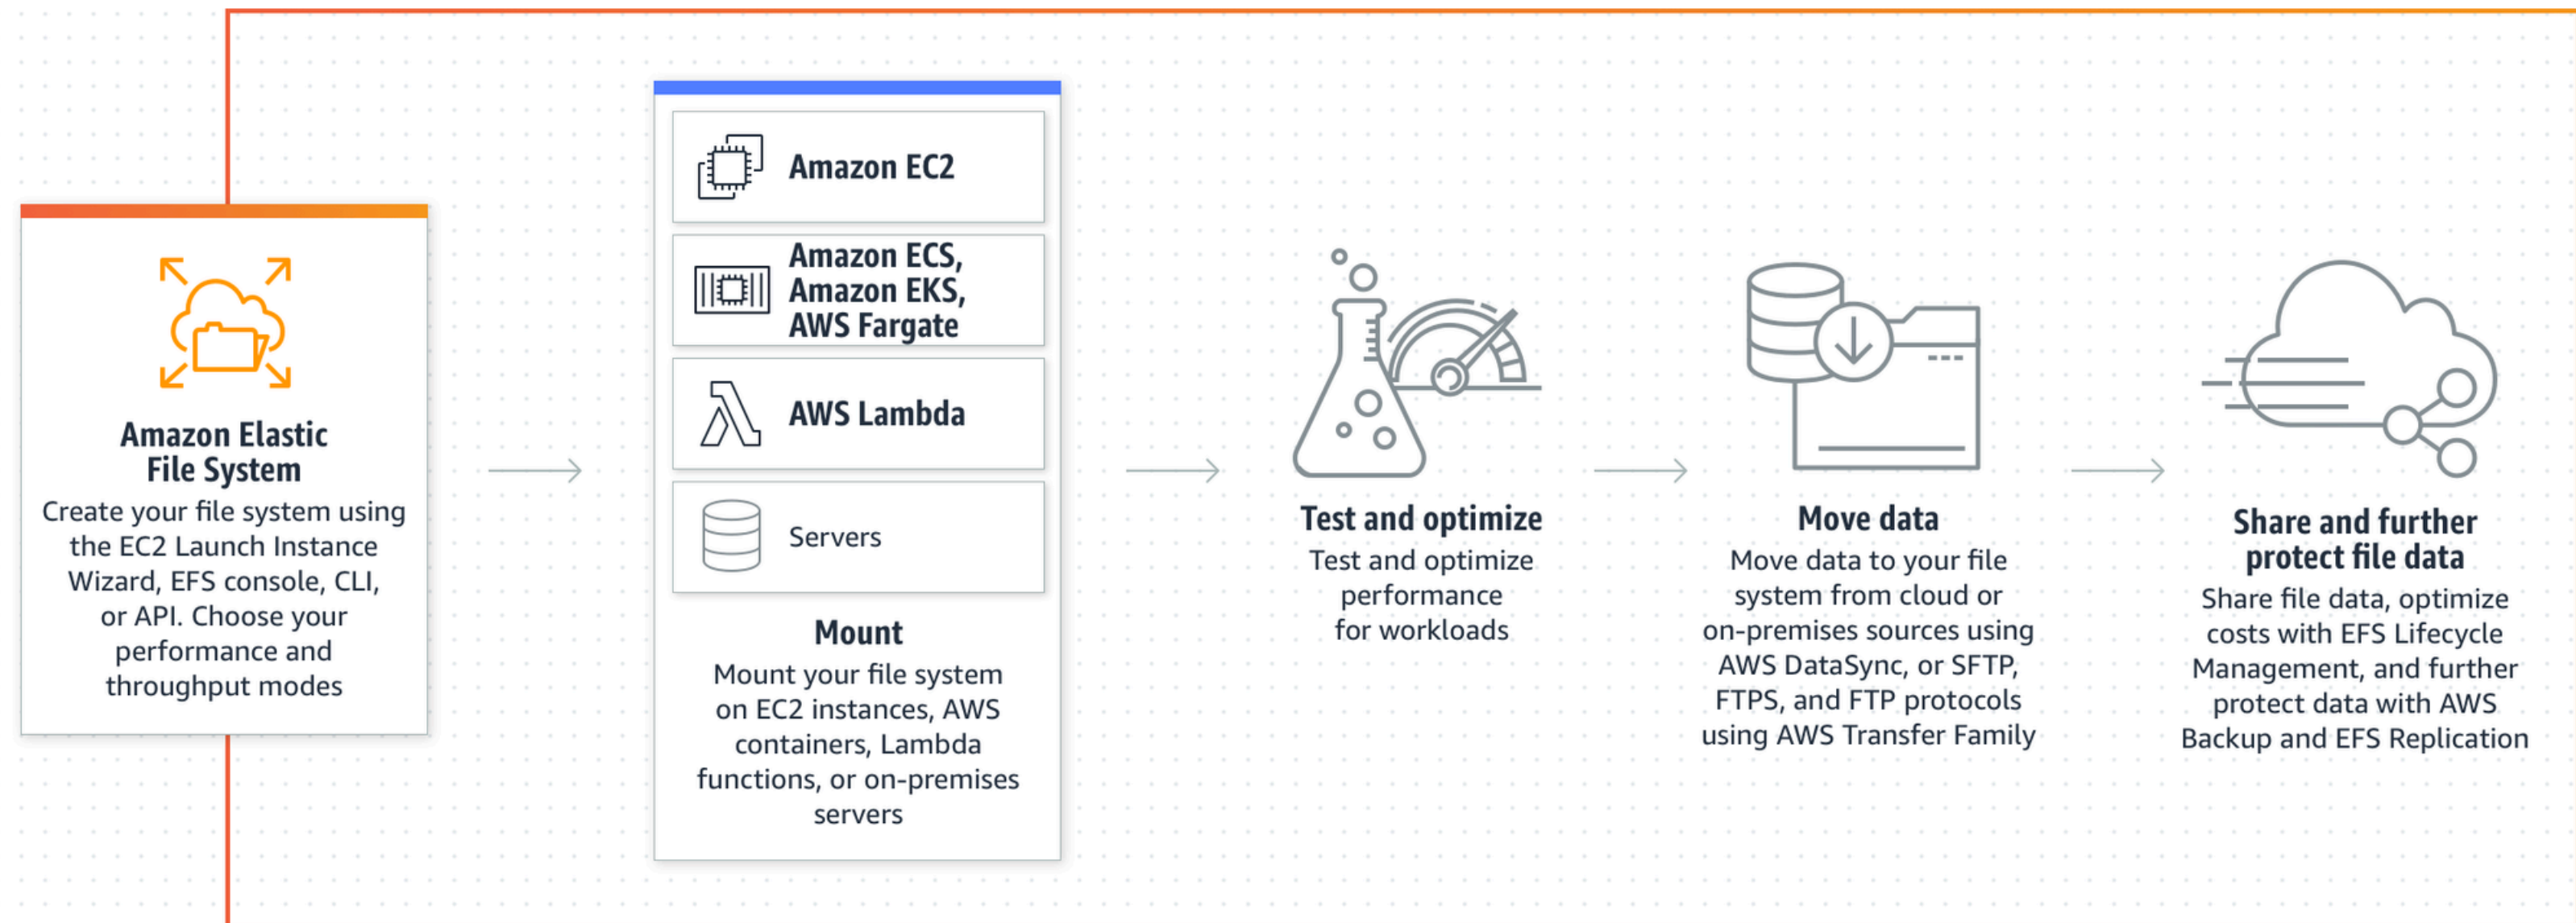 Amazon Elastic
File System
Create your file system using
the EC2 Launch Instance
Wizard, EFS console, CLI,
or API. Choose your
performance and
throughput modes
Amazon EC2
Amazon ECS,
Amazon EKS,
AWS Fargate
AWS Lambda
Servers
Mount
Mount your file system
on EC2 instances, AWS
containers, Lambda
functions, or on-premises
servers
Test and optimize
Test and optimize
performance
for workloads
Move data
Move data to your file
system from cloud or
on-premises sources using
AWS DataSync, or SFTP,
FTPS, and FTP protocols
using AWS Transfer Family
Share and further
protect file data
Share file data, optimize
costs with EFS Lifecycle
Management, and further
protect data with AWS
Backup and EFS Replication